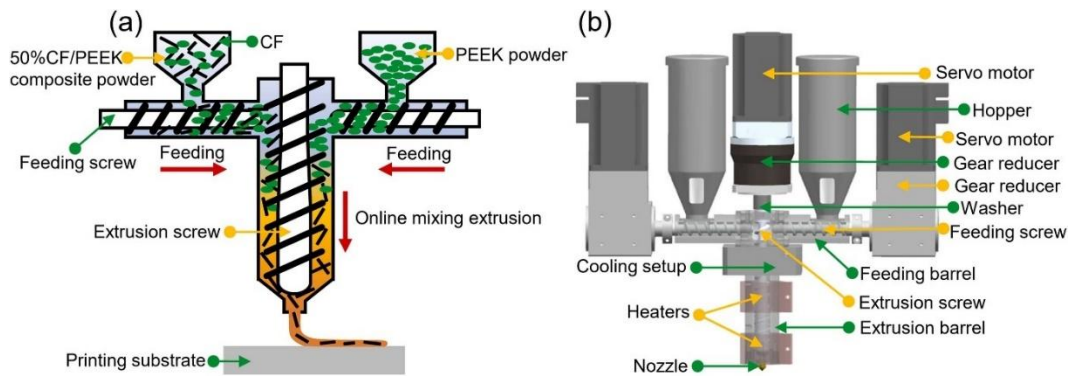 (a)
CF
50%CF/PEEK
composite powder
PEEK powder
Feeding screw
Feeding
Feeding
Extrusion screw
Online mixing extrusion
Printing substrate
(b)
Servo motor
Hopper
Servo motor
Gear reducer
Gear reducer
Washer
Feeding screw
Cooling setup
Feeding barrel
Extrusion screw
Heaters
Extrusion barrel
Nozzle